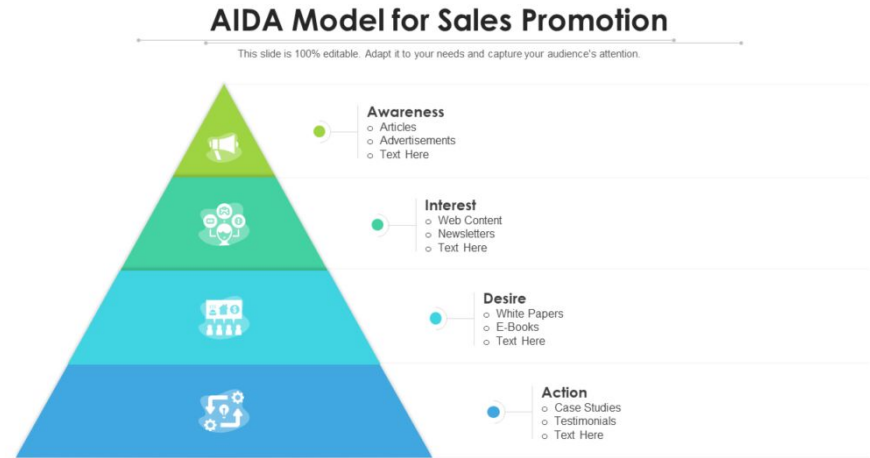 AIDA Model for Sales Promotion
This slide is 100% editable. Adapt it to your needs and capture your audience's attention.
Awareness
Articles
Advertisements
Text Here
Interest
Web Content
Newsletters
Text Here
Desire
White Papers
E-Books
Text Here
Action
Case Studies
Testimonials
Text Here